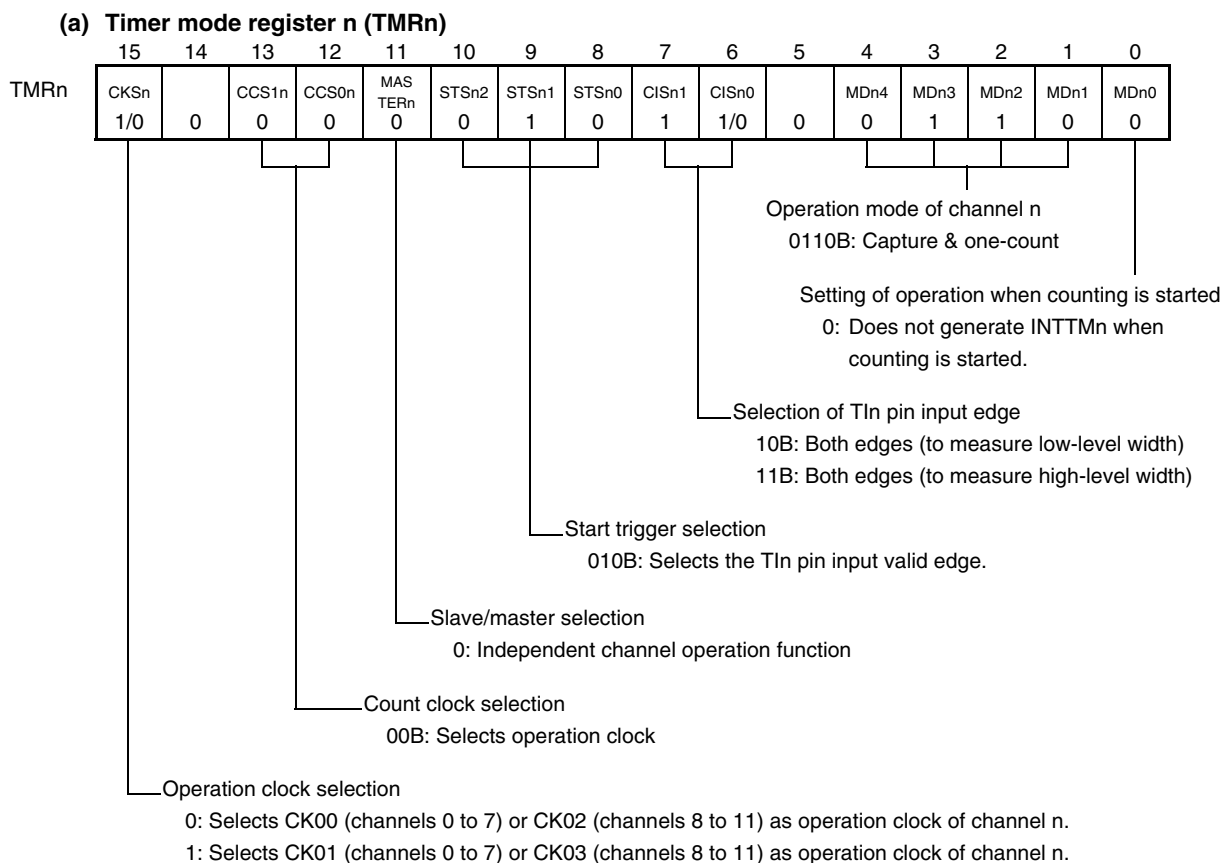 (a) Timer mode register n (TMRn)
15 14 13 12 11 10 9 8 7 6 5 4 3 2 1 0
TMRn CKSn CCS1n CCS0n MAS TERn STSn2 STSn1 STSn0 CISn1 CISn0 MDn4 MDn3 MDn2 MDn1 MDn0
1/0 0 0 0 0 0 1 0 1 1/0 0 0 1 1 0 0
Operation mode of channel n
0110B: Capture & one-count
Setting of operation when counting is started
0: Does not generate INTTMn when
counting is started.
Selection of TIn pin input edge
10B: Both edges (to measure low-level width)
11B: Both edges (to measure high-level width)
Start trigger selection
010B: Selects the TIn pin input valid edge.
Slave/master selection
0: Independent channel operation function
Count clock selection
00B: Selects operation clock
Operation clock selection
0: Selects CK00 (channels 0 to 7) or CK02 (channels 8 to 11) as operation clock of channel n.
1: Selects CK01 (channels 0 to 7) or CK03 (channels 8 to 11) as operation clock of channel n.